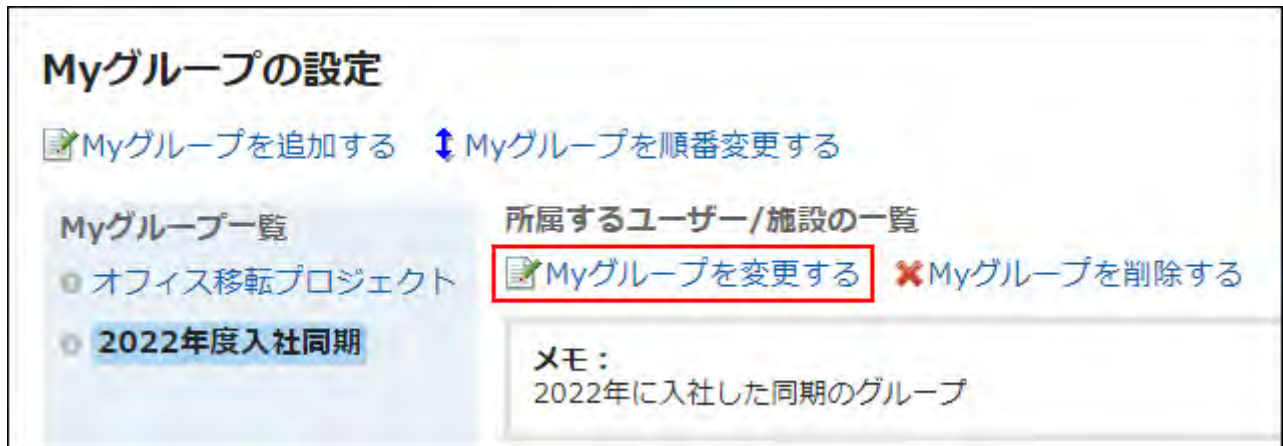 Myグループの設定
Myグループを追加する Myグループを順番変更する
Myグループ一覧
オフィス移転プロジェクト
2022年度入社同期
所属するユーザー/施設の一覧
Myグループを変更する Myグループを削除する
メモ：
2022年に入社した同期のグループ